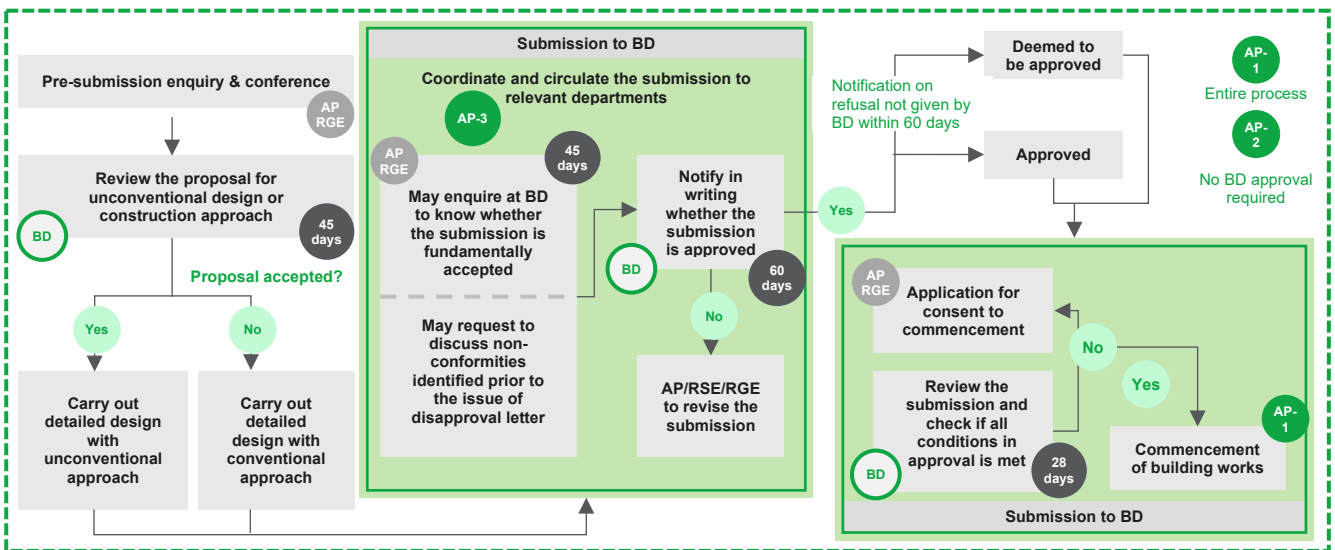 Pre-submission enquiry & conference
AP
RGE
Review the proposal for
unconventional design or
construction approach
BD
45
days
Proposal accepted?
Yes
No
Carry out
detailed design
with
unconventional
approach
Carry out
detailed
design with
conventional
approach
Submission to BD
Coordinate and circulate the submission to
relevant departments
AP-3
AP
RGE
45
days
May enquire at BD
to know whether
the submission is
fundamentally
accepted
May request to
discuss non-
conformities
identified prior to
the issue of
disapproval letter
Notify in
writing
whether the
submission
is approved
BD
60
days
No
AP/RSE/RGE
to revise the
submission
Yes
Notification on
refusal not given by
BD within 60 days
Deemed to
be approved
Approved
AP-
1
Entire process
AP-
2
No BD approval
required
AP
RGE
Application for
consent to
commencement
No
Yes
Review the
submission and
check if all
conditions in
approval is met
BD
28
days
AP-
1
Commencement
of building works
Submission to BD